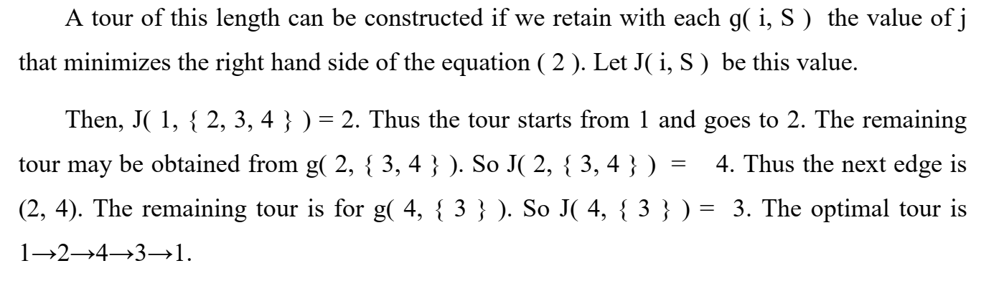 A tour of this length can be constructed if we retain with each g( i, S ) the value of j
that minimizes the right hand side of the equation ( 2 ). Let J( i, S ) be this value.
Then, J( 1, { 2, 3, 4 } ) = 2. Thus the tour starts from 1 and goes to 2. The remaining
tour may be obtained from g( 2, { 3, 4 } ). So J( 2, { 3, 4 } ) = 4. Thus the next edge is
(2, 4). The remaining tour is for g( 4, { 3 } ). So J( 4, { 3 } ) = 3. The optimal tour is
1→2→4→3→1.